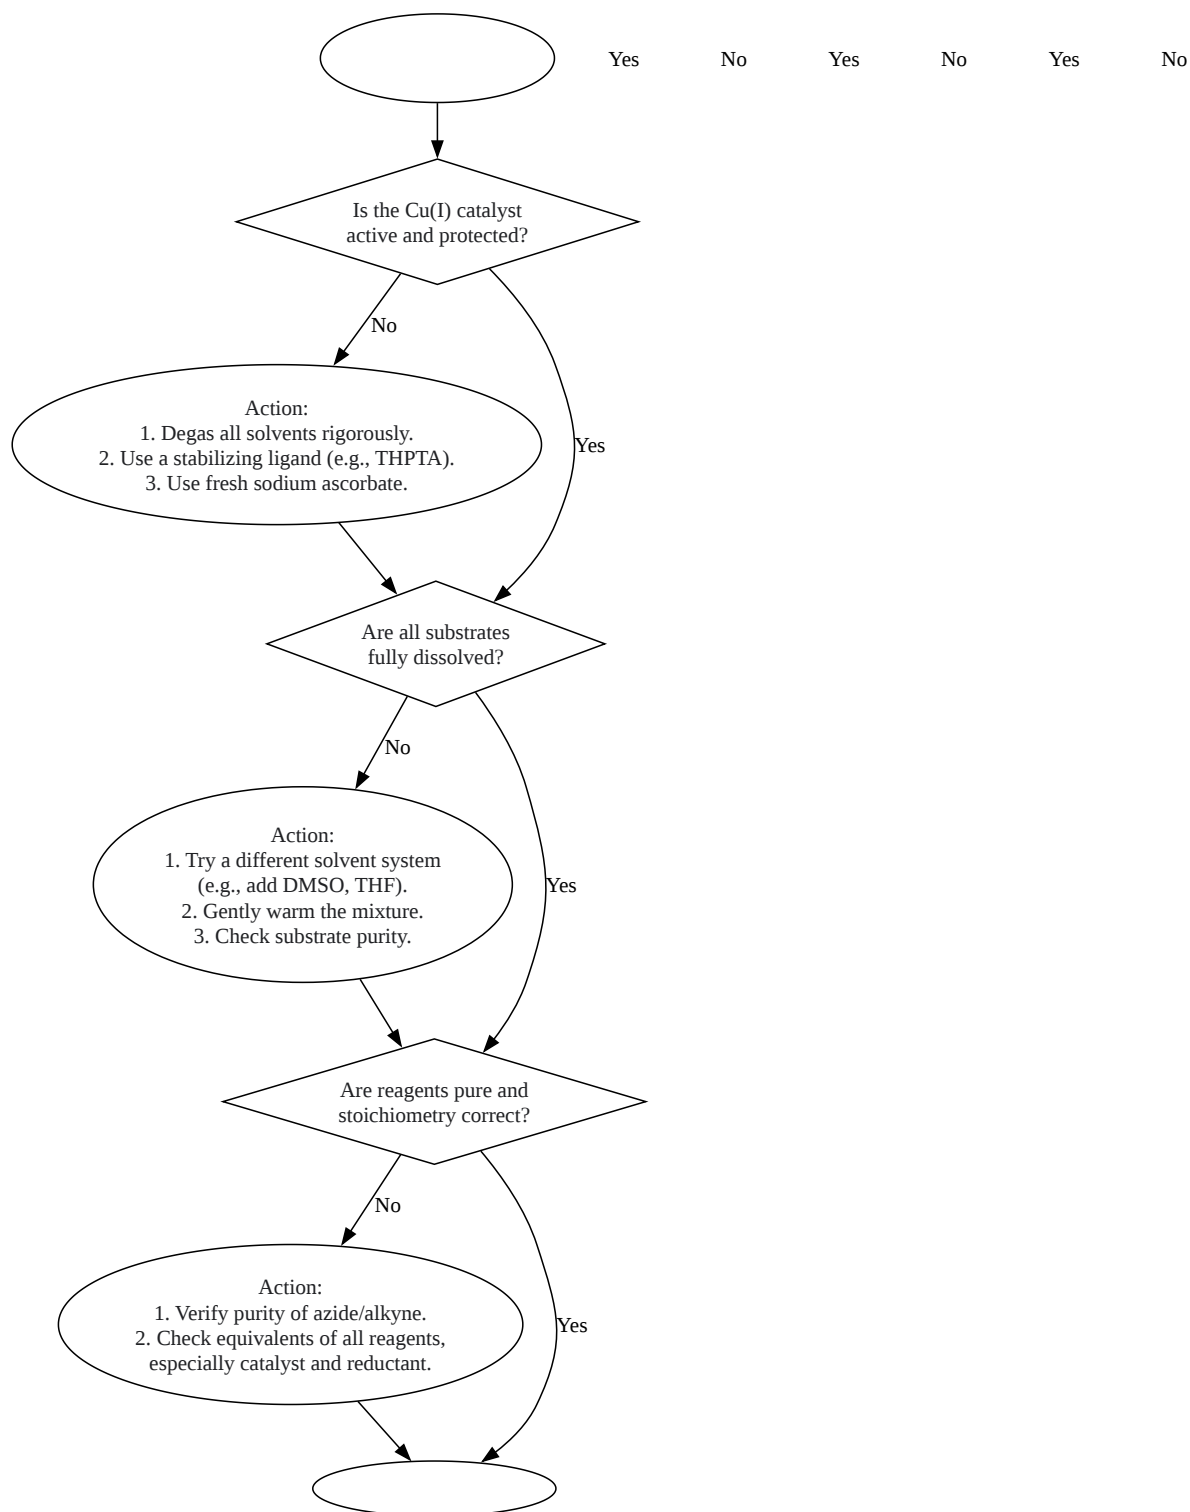 Yes
No
Yes
No
Yes
No
Is the Cu(I) catalyst
active and protected?
No
Action:
1. Degas all solvents rigorously.
2. Use a stabilizing ligand (e.g., THPTA).
3. Use fresh sodium ascorbate.
Yes
Are all substrates
fully dissolved?
No
Action:
1. Try a different solvent system
(e.g., add DMSO, THF).
2. Gently warm the mixture.
3. Check substrate purity.
Yes
Are reagents pure and
stoichiometry correct?
No
Action:
1. Verify purity of azide/alkyne.
2. Check equivalents of all reagents,
especially catalyst and reductant.
Yes